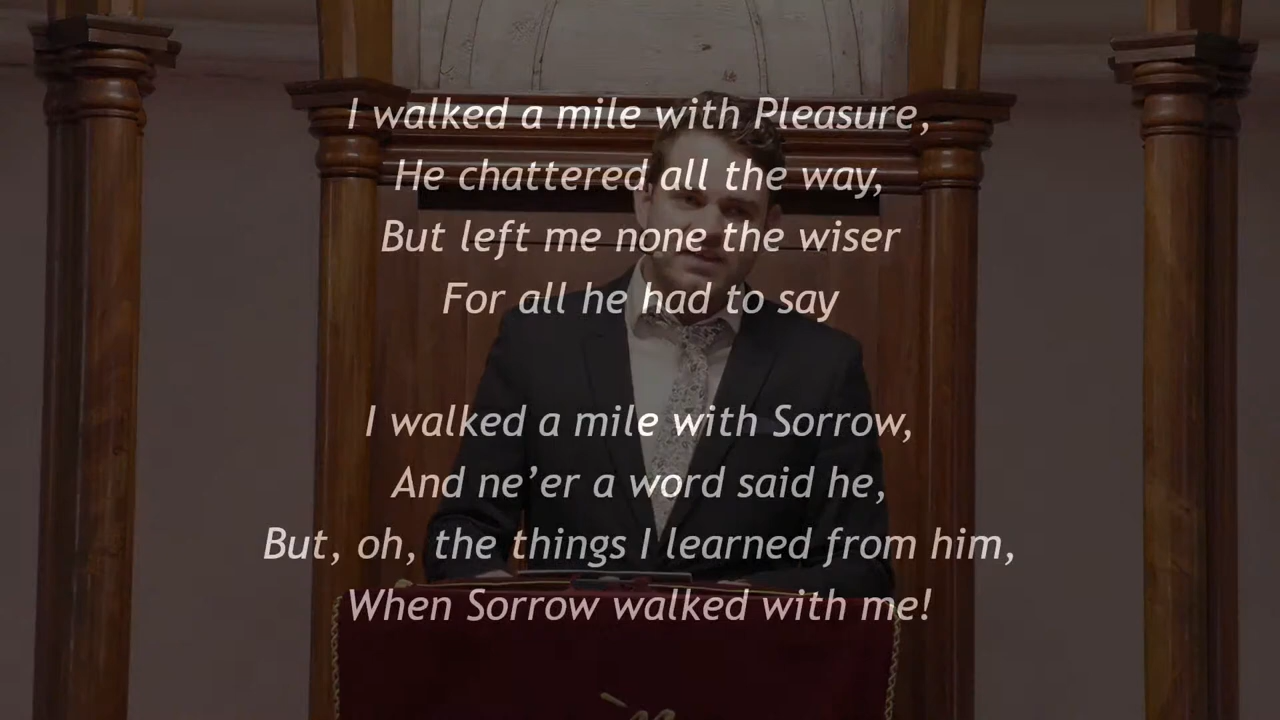 I walked a mile with Pleasure,
He chattered all the way,
But left me none the wiser
For all he had to say
I walked a mile with Sorrow,
And ne’er a word said he,
But, oh, the things I learned from him,
When Sorrow walked with me!